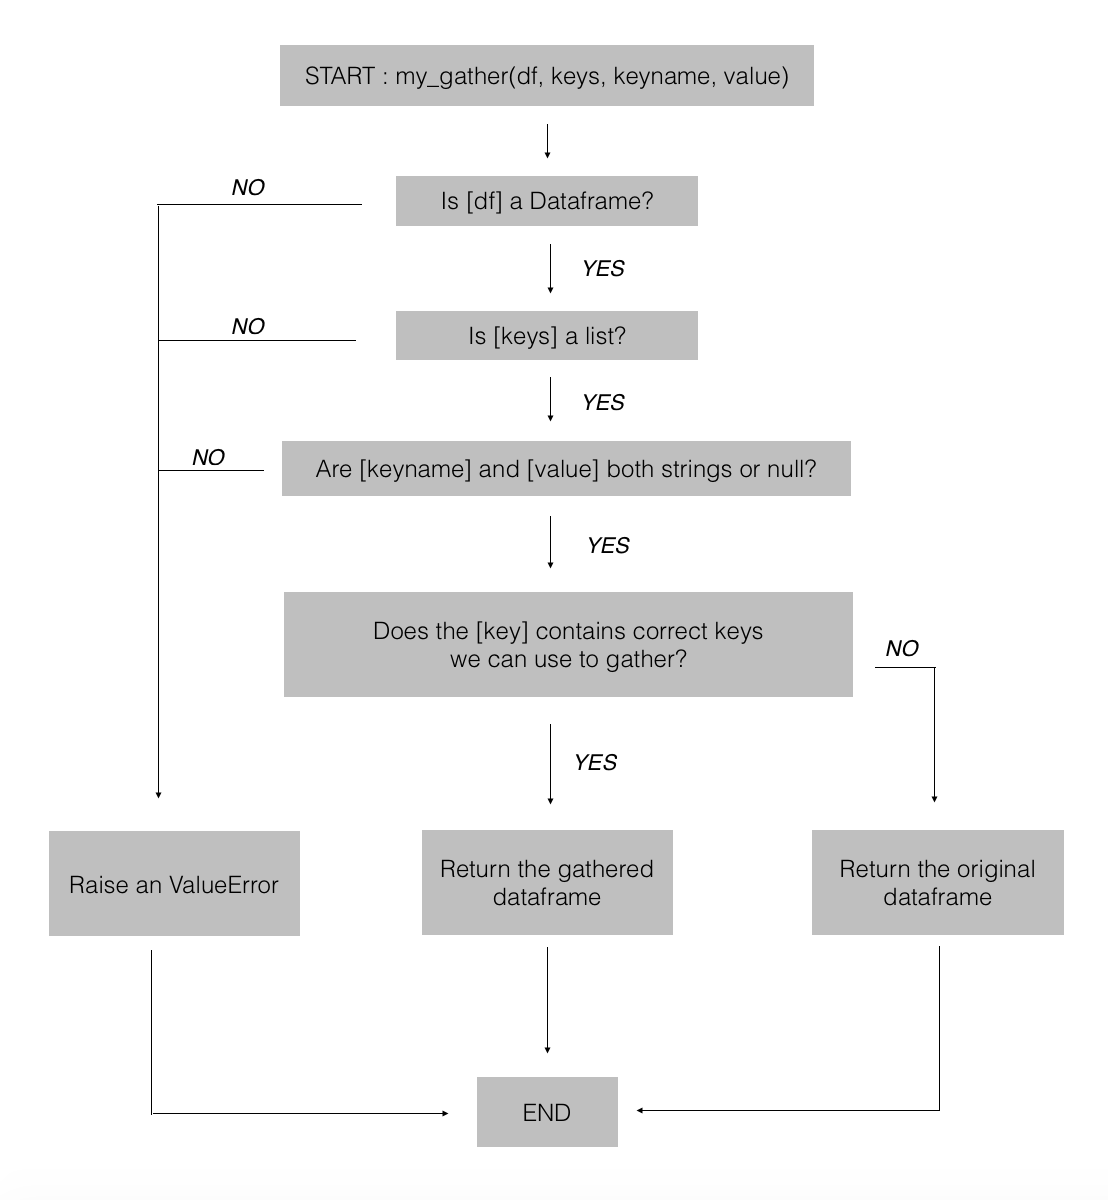 START : my_gather(df, keys, keyname, value)
NO
Is [df] a Dataframe?
YES
NO
Is [keys] a list?
YES
NO
Are [keyname] and [value] both strings or null?
YES
Does the [key] contains correct keys
we can use to gather?
NO
YES
Raise an ValueError
Return the gathered
dataframe
Return the original
dataframe
END